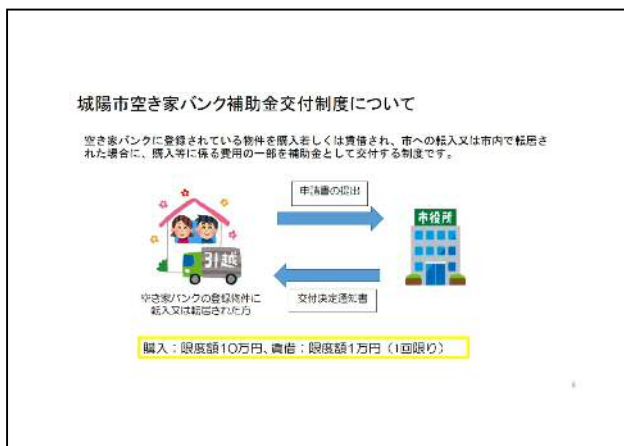 城陽市空き家バンク補助金交付制度について
空き家バンクに登録されている物件を購入若しくは賃借され、市への転入又は市内で転居さ
れた場合に、購入等に係る費用の一部を補助金として交付する制度です。
申請書の提出
市役所
引越
交付決定通知書
空き家バンクの登録物件に
転入又は転居された方
購入：限度額10万円、賃借：限度額1万円（1回限り）